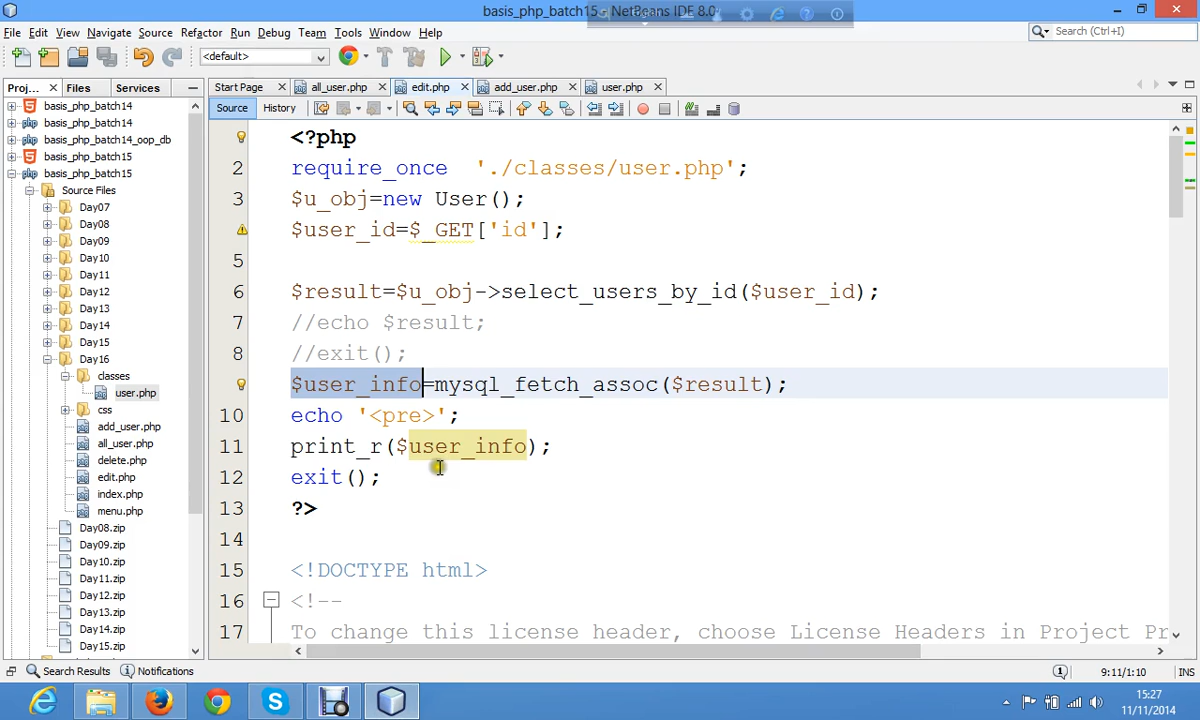 basis_php_batch15 - NetBeans IDE 8.0
File Edit View Navigate Source Refactor Run Debug Team Tools Window Help
Search (Ctrl+I)
<default>
Proj... Files Services
Start Page all_user.php edit.php add_user.php user.php
Source History
basis_php_batch14
basis_php_batch14
basis_php_batch14_oop_db
basis_php_batch15
basis_php_batch15
Source Files
Day07
Day08
Day09
Day10
Day11
Day12
Day13
Day14
Day15
Day16
classes
user.php
css
add_user.php
all_user.php
delete.php
edit.php
index.php
menu.php
Day08.zip
Day09.zip
Day10.zip
Day11.zip
Day12.zip
Day13.zip
Day14.zip
Day15.zip
<?php
2 require_once './classes/user.php';
3 $u_obj=new User();
$user_id=$_GET['id'];
5
6 $result=$u_obj->select_users_by_id($user_id);
7 //echo $result;
8 //exit();
$user_info=mysql_fetch_assoc($result);
10 echo '<pre>';
11 print_r($user_info);
12 exit();
13 ?>
14
15 <!DOCTYPE html>
16 <!--
17 To change this license header, choose License Headers in Project Pr
Search Results Notifications
9:11/1:10 INS
15:27
11/11/2014